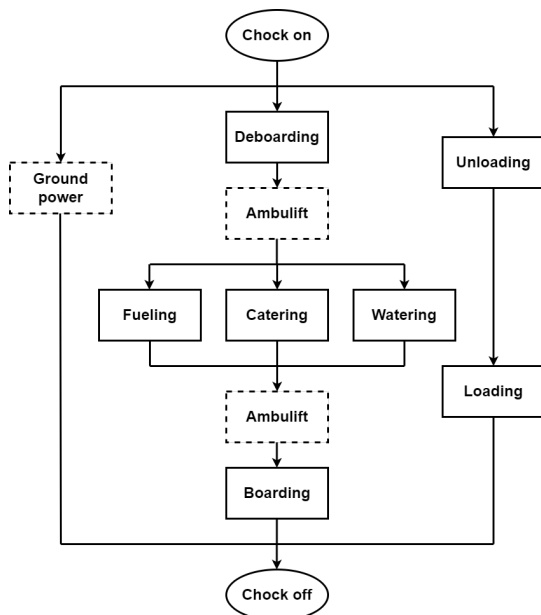 Chock on
Deboarding
Unloading
Ground
power
Ambulift
Fueling
Catering
Watering
Loading
Ambulift
Boarding
Chock off